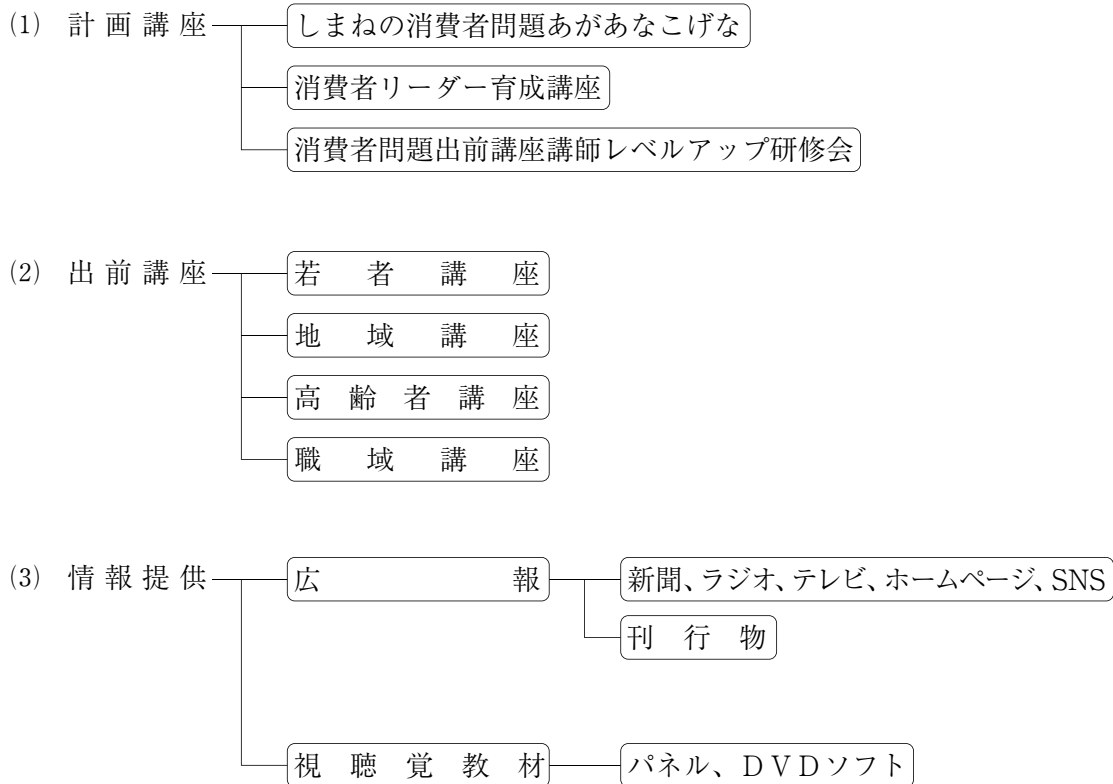 (1) 計画講座 しまねの消費者問題あがあなこげな
消費者リーダー育成講座
消費者問題出前講座講師レベルアップ研修会
(2) 出前講座 若者講座
地域講座
高齢者講座
職域講座
(3) 情報提供 広報 新聞、ラジオ、テレビ、ホームページ、SNS
刊行物
視聴覚教材 パネル、DVDソフト